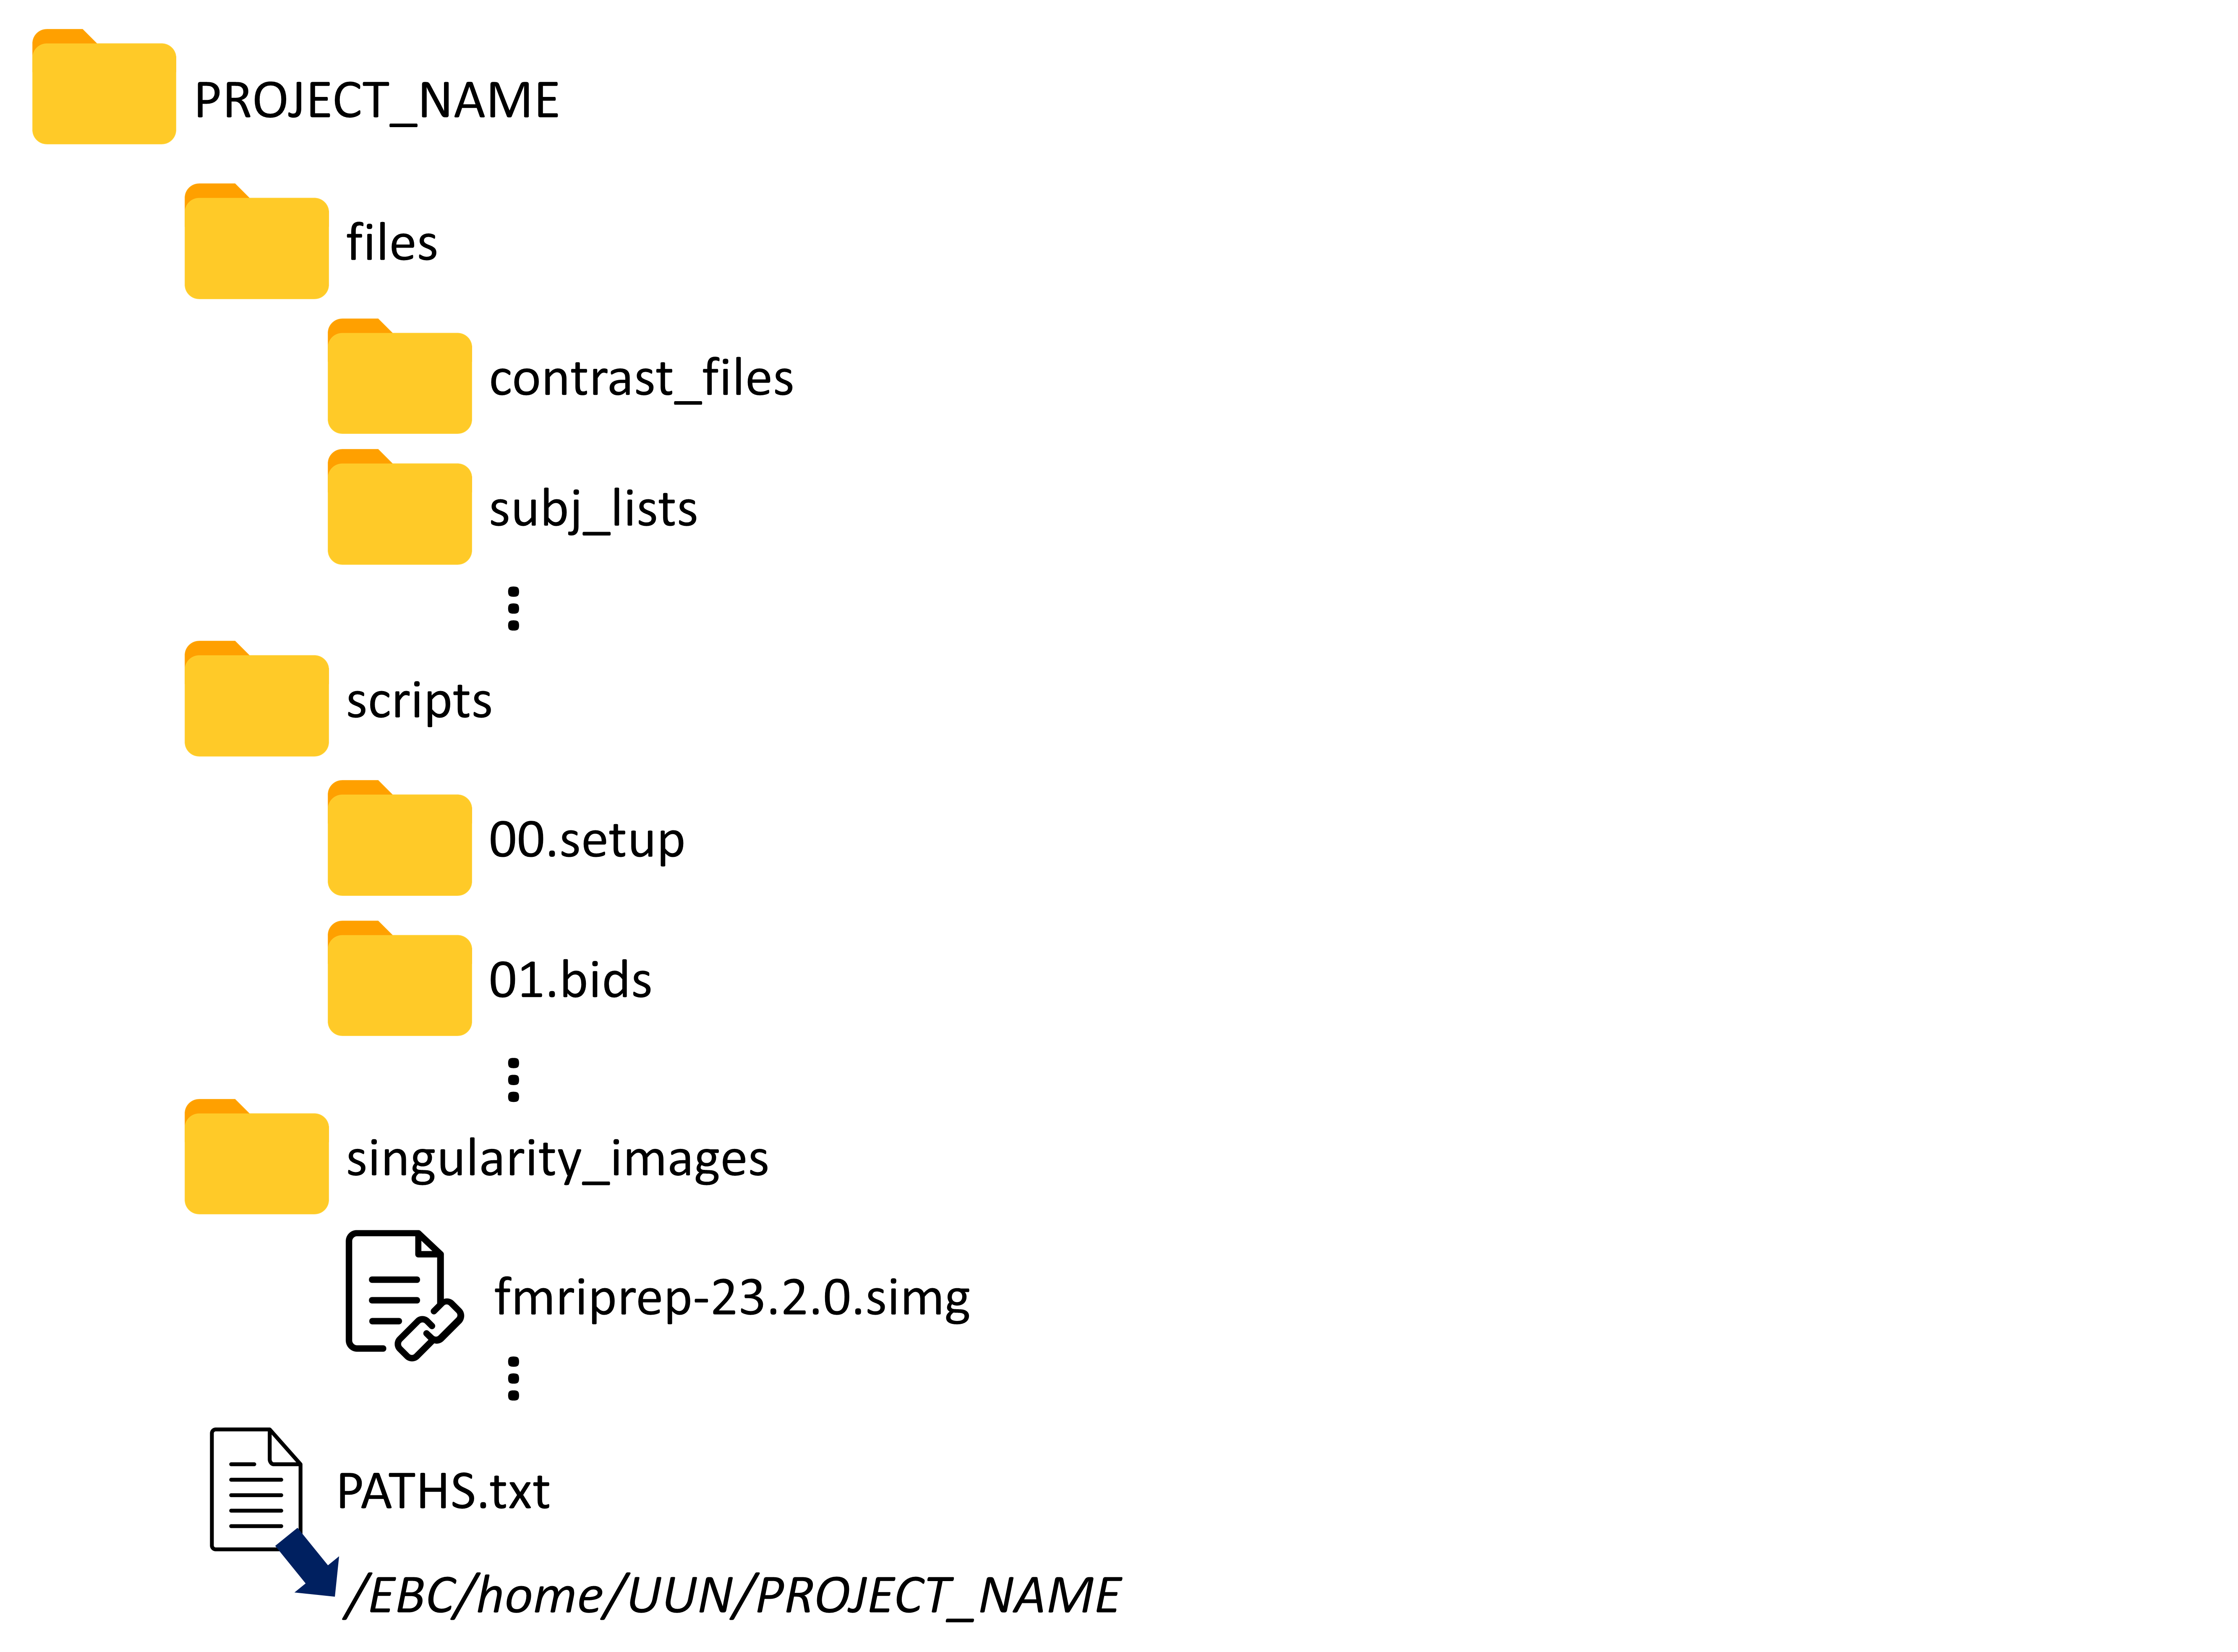 PROJECT_NAME
files
contrast_files
subj_lists
scripts
00.setup
01.bids
singularity_images
fmriprep-23.2.0.simg
PATHS.txt
/EBC/home/UUN/PROJECT_NAME